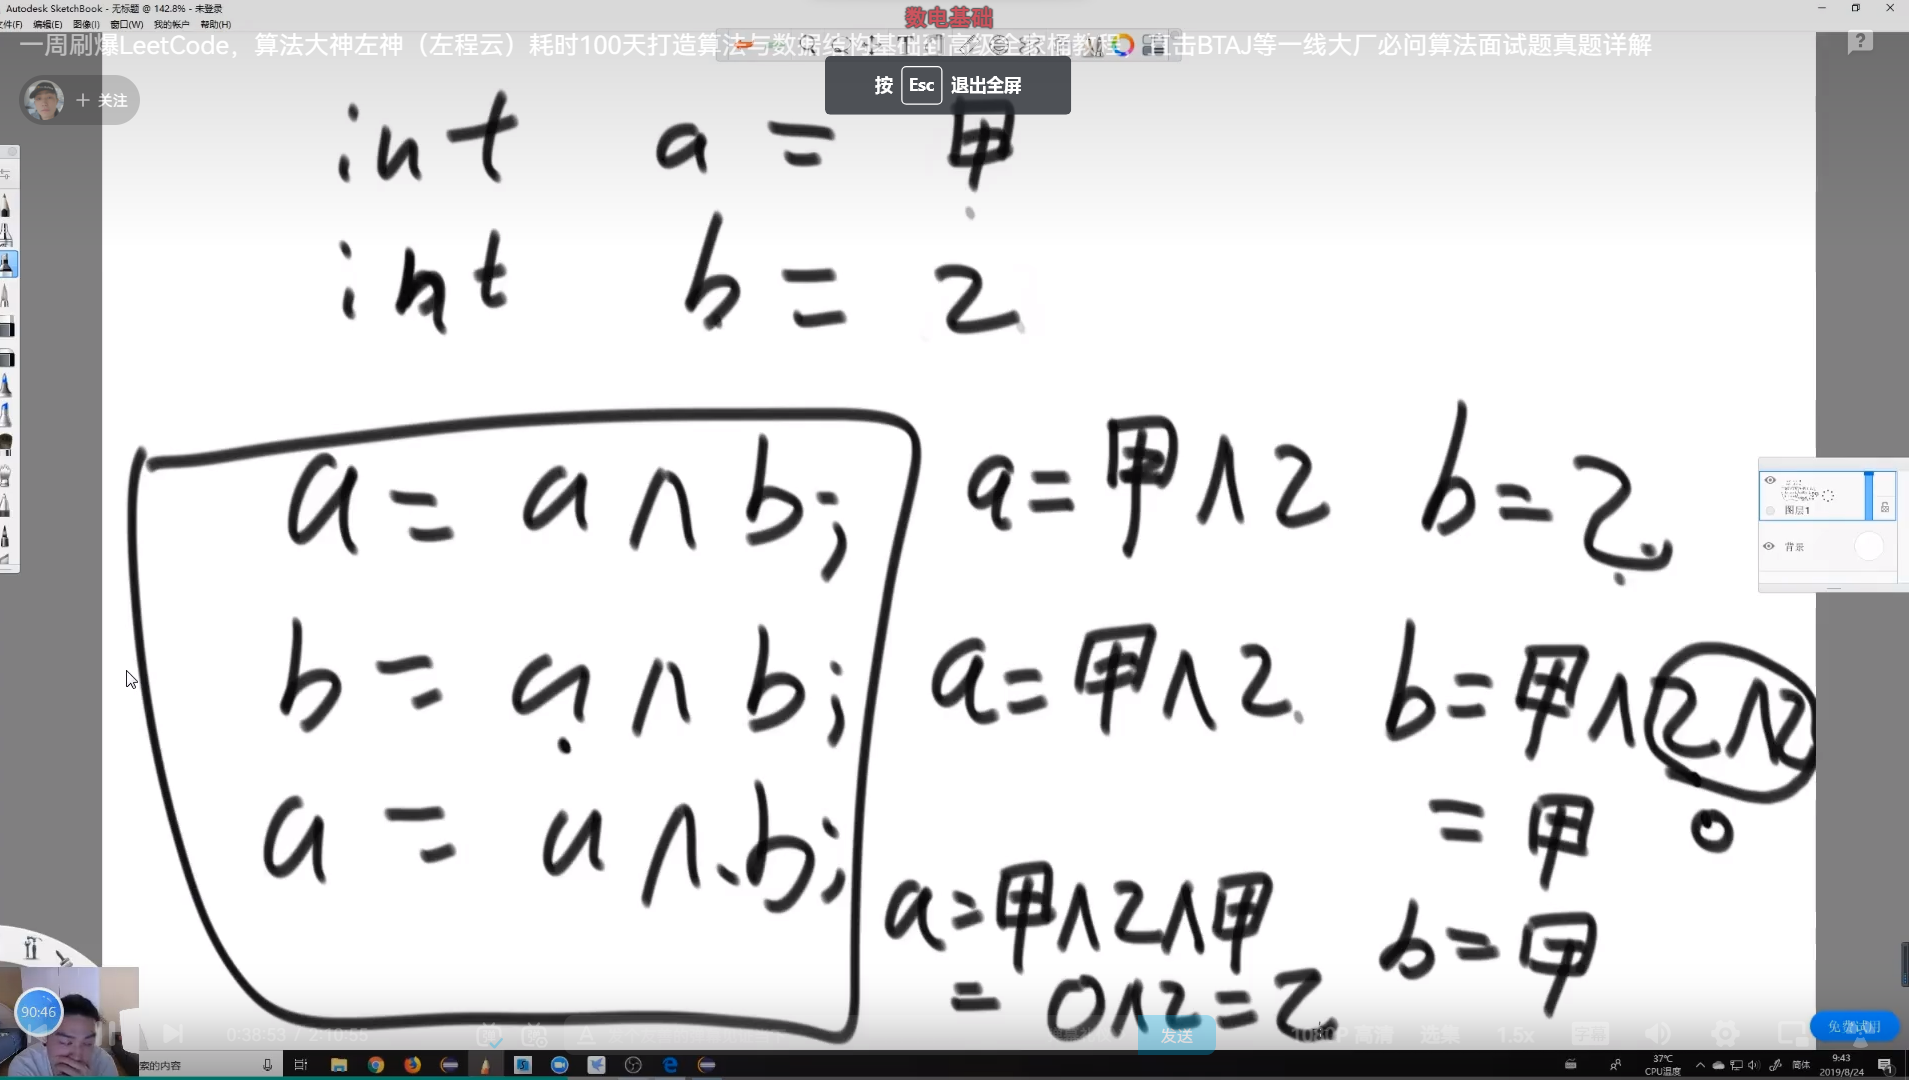 Autodesk SketchBook - 无标题 @ 142.8% - 未登录
文件(F) 编辑(E) 图像(I) 窗口(W) 我的帐户 帮助(H)
数电基础
一周刷爆LeetCode，算法大神左神（左程云）耗时100天打造算法与数据结构基础到高级全家桶教程，直击BTAJ等一线大厂必问算法面试题真题详解
按 Esc 退出全屏
+ 关注
int a = 甲
int b = 乙
a = a ∧ b; a = 甲∧乙 b = 乙
b = a ∧ b; a = 甲∧乙 b = 甲∧乙∧乙
= 甲 0
a = a ∧ b; a = 甲∧乙∧甲 b = 甲
= 0∧乙 = 乙
图层1
背景
90:46
0:38:53 / 2:10:55
发送
1080P 高清 选集 1.5x 字幕
免费试用
索的内容
37℃
CPU温度
简体
9:43
2019/8/24